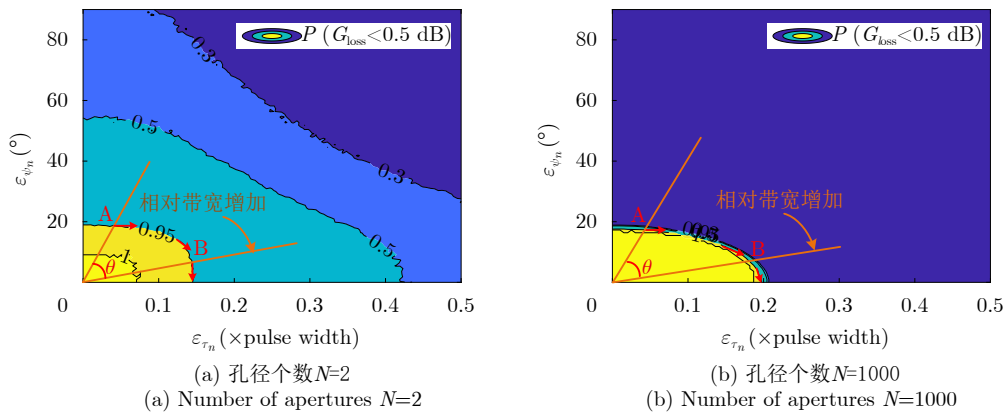 P (G_loss<0.5 dB)
80
60
40
20
0
ε_ψn (°)
0.3
0.5
0.3
相对带宽增加
A
0.95
B
0.5
1
θ
0.1
0.2
0.3
0.4
0.5
ε_τn (×pulse width)
(a) 孔径个数N=2
(a) Number of apertures N=2
P (G_loss<0.5 dB)
80
60
40
20
0
ε_ψn (°)
相对带宽增加
A
B
θ
0.1
0.2
0.3
0.4
0.5
ε_τn (×pulse width)
(b) 孔径个数N=1000
(b) Number of apertures N=1000